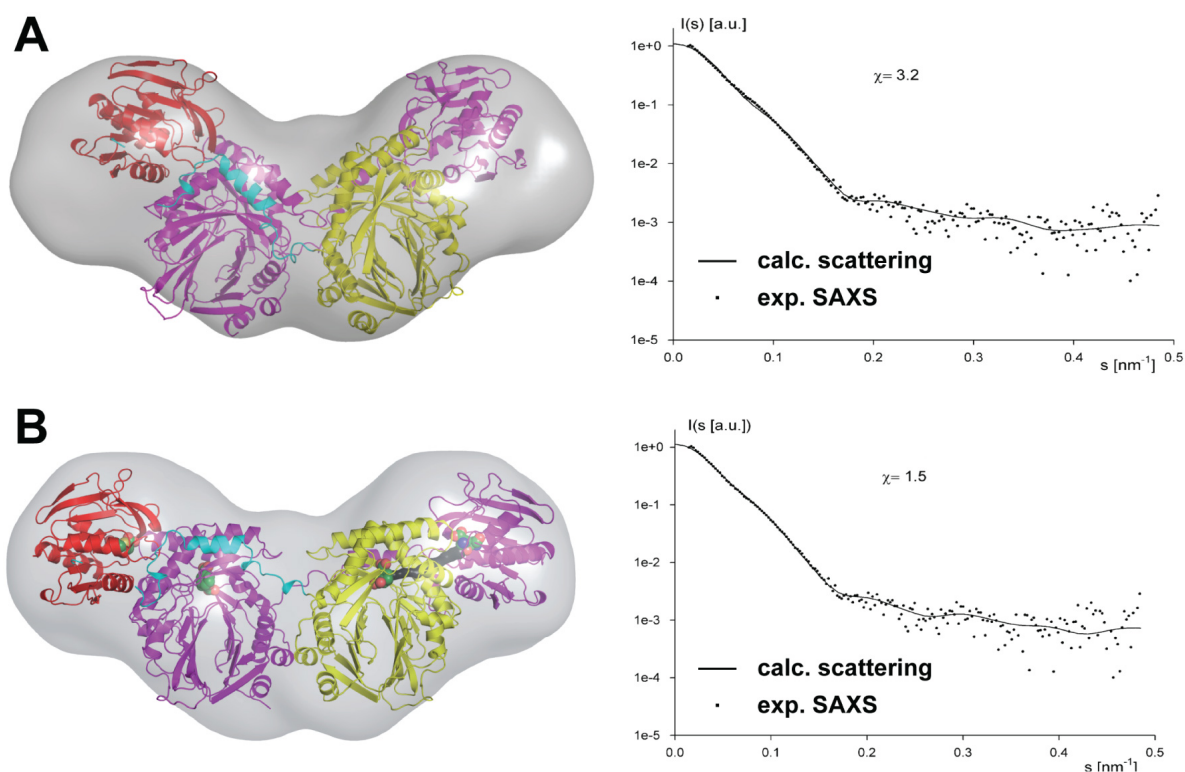 A
I(s) [a.u.]
1e+0
χ= 3.2
1e-1
1e-2
1e-3
calc. scattering
1e-4
exp. SAXS
1e-5
0.0 0.1 0.2 0.3 0.4 0.5
s [nm⁻¹]
B
I(s [a.u.])
1e+0
χ= 1.5
1e-1
1e-2
1e-3
calc. scattering
1e-4
exp. SAXS
1e-5
0.0 0.1 0.2 0.3 0.4 0.5
s [nm⁻¹]